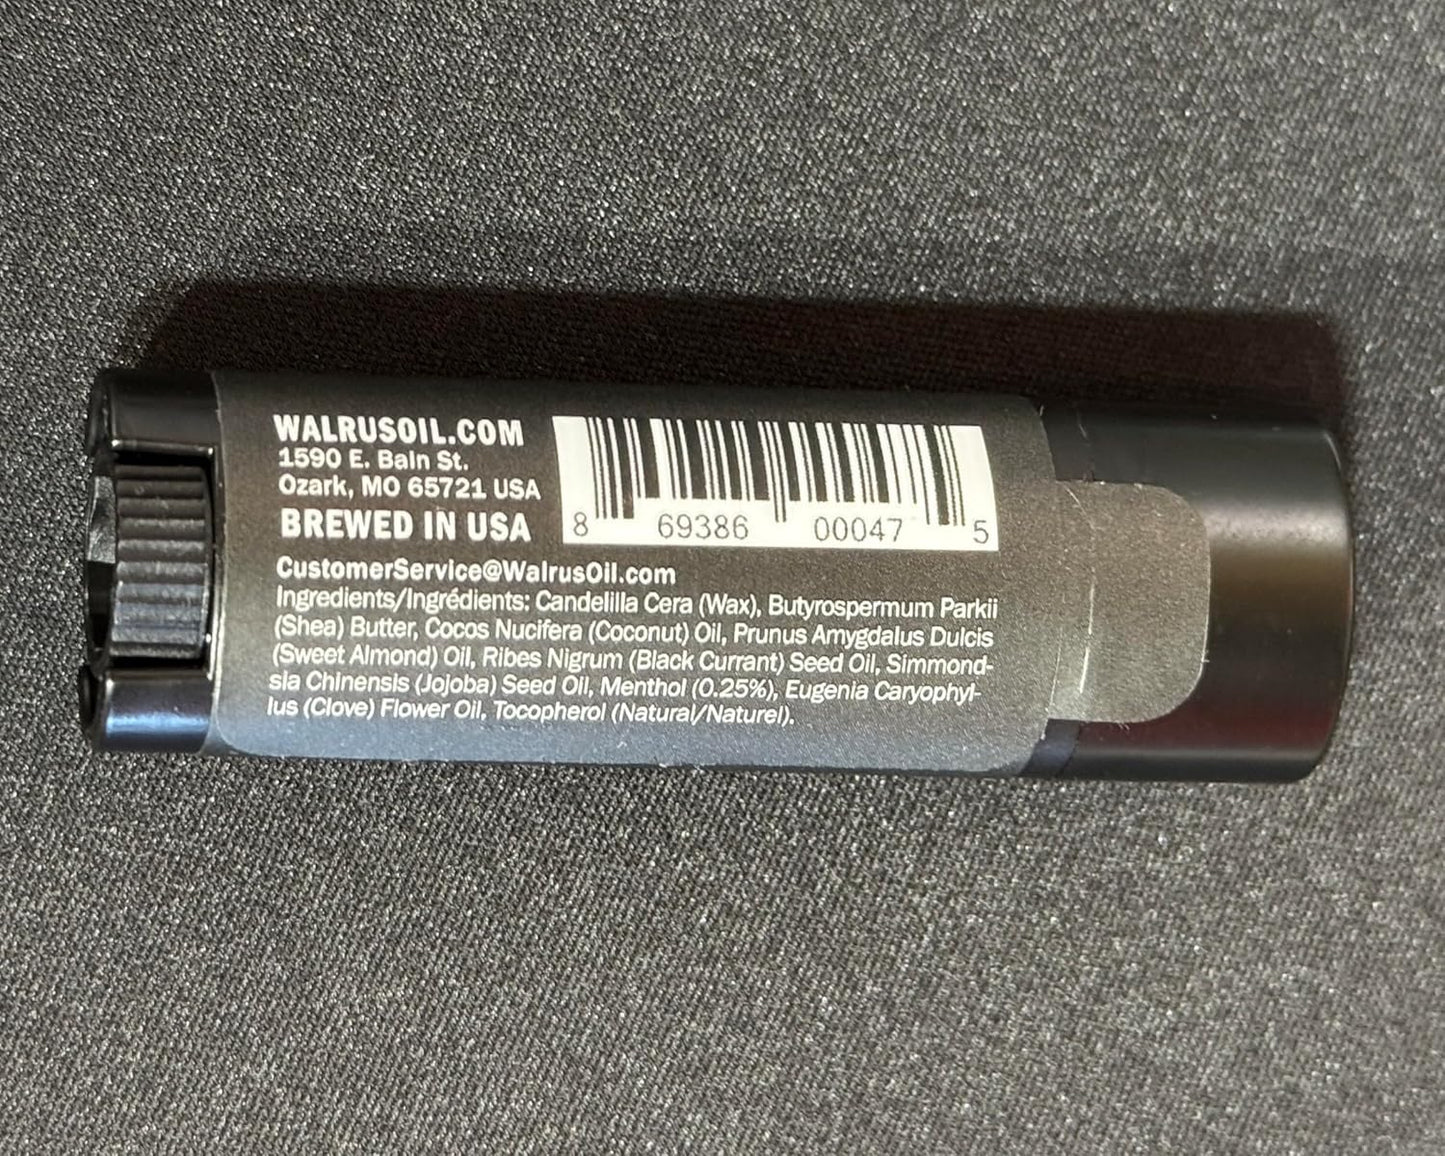 WALRUSOIL.COM
1590 E. Bain St.
Ozark, MO 65721 USA
BREWED IN USA
8 69386 00047 5
CustomerService@WalrusOil.com
Ingredients/Ingrédients: Candelilla Cera (Wax), Butyrospermum Parkii
(Shea) Butter, Cocos Nucifera (Coconut) Oil, Prunus Amygdalus Dulcis
(Sweet Almond) Oil, Ribes Nigrum (Black Currant) Seed Oil, Simmond-
sia Chinensis (Jojoba) Seed Oil, Menthol (0.25%), Eugenia Caryophyl-
lus (Clove) Flower Oil, Tocopherol (Natural/Naturel).